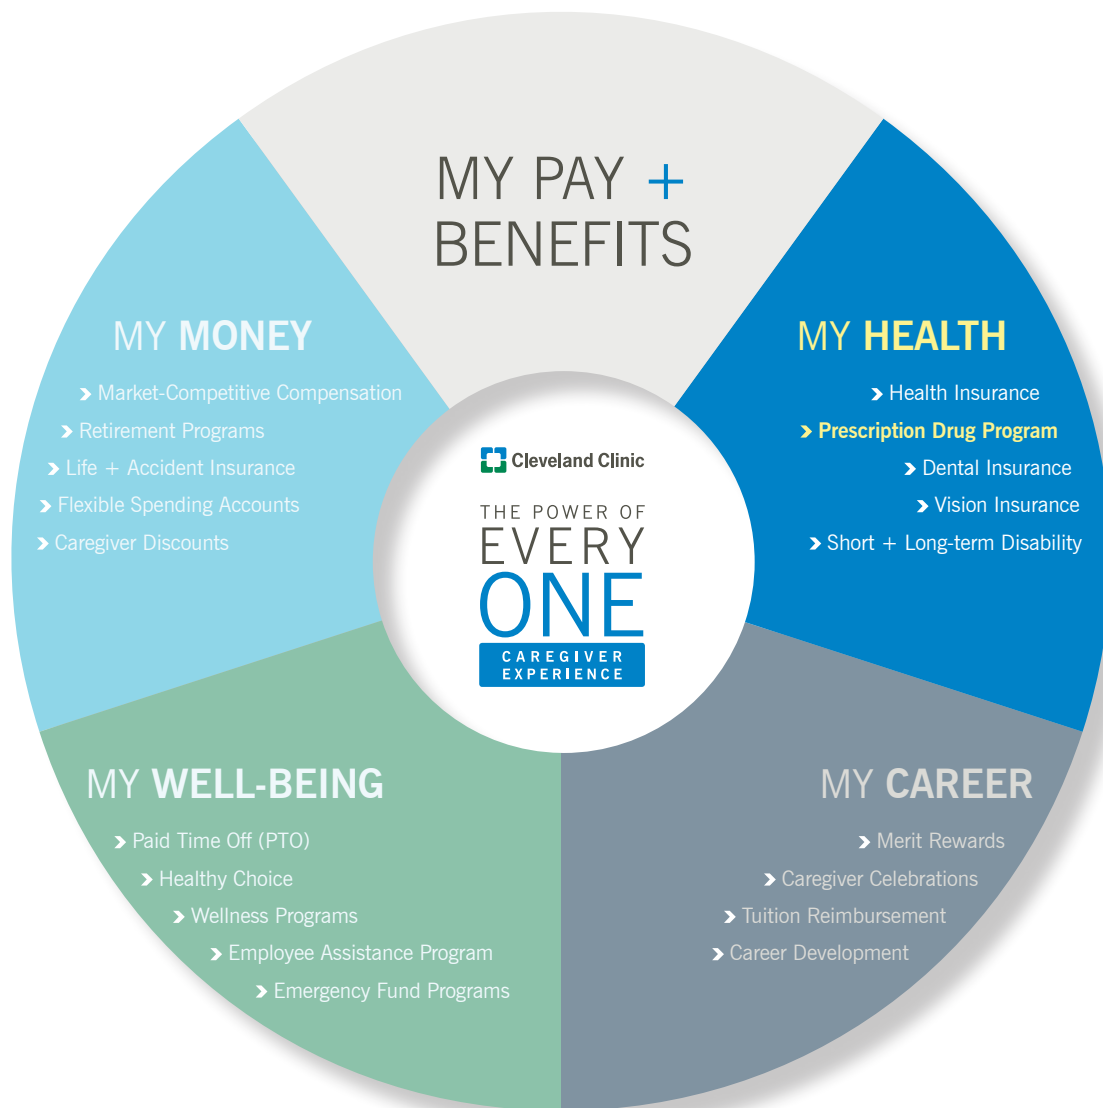 MY PAY +
BENEFITS
MY MONEY
Market-Competitive Compensation
Retirement Programs
Life + Accident Insurance
Flexible Spending Accounts
Caregiver Discounts
MY HEALTH
Health Insurance
Prescription Drug Program
Dental Insurance
Vision Insurance
Short + Long-term Disability
Cleveland Clinic
THE POWER OF
EVERY
ONE
CAREGIVER
EXPERIENCE
MY WELL-BEING
Paid Time Off (PTO)
Healthy Choice
Wellness Programs
Employee Assistance Program
Emergency Fund Programs
MY CAREER
Merit Rewards
Caregiver Celebrations
Tuition Reimbursement
Career Development